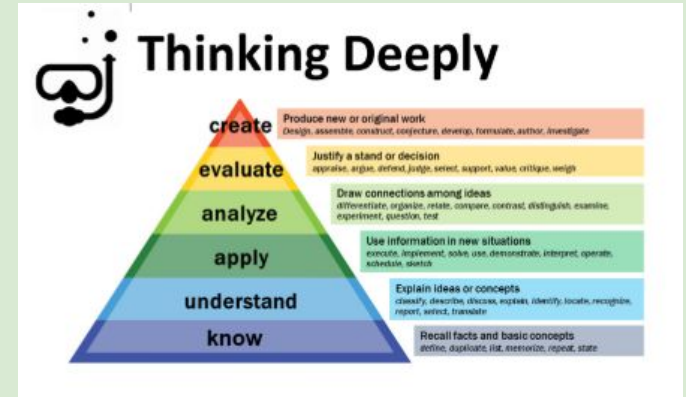 Thinking Deeply
create
Produce new or original work
Design, assemble, construct, conjecture, develop, formulate, author, investigate
evaluate
Justify a stand or decision
appraise, argue, defend, judge, select, support, value, critique, weigh
analyze
Draw connections among ideas
differentiate, organize, relate, compare, contrast, distinguish, examine,
experiment, question, test
apply
Use information in new situations
execute, implement, solve, use, demonstrate, interpret, operate,
schedule, sketch
understand
Explain ideas or concepts
classify, describe, discuss, explain, identify, locate, recognize,
report, select, translate
know
Recall facts and basic concepts
define, duplicate, list, memorize, repeat, state